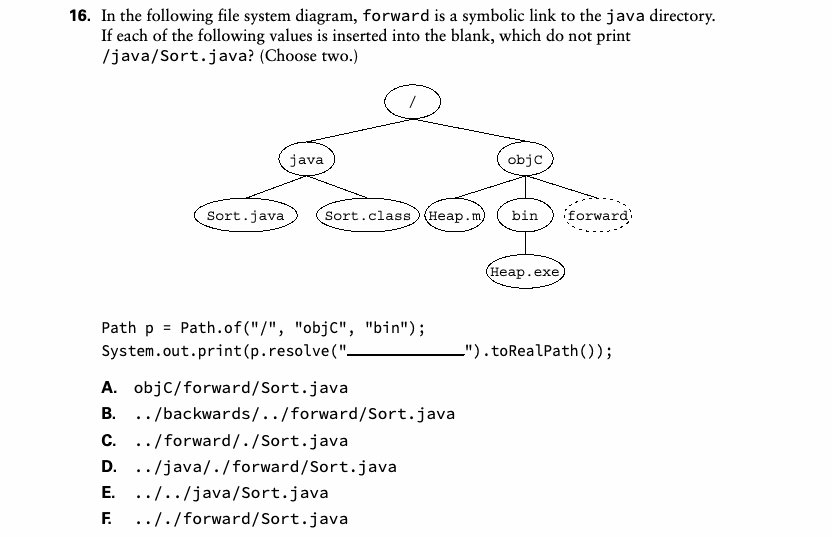 16. In the following file system diagram, forward is a symbolic link to the java directory.
If each of the following values is inserted into the blank, which do not print
/java/Sort.java? (Choose two.)
/
java objC
Sort.java Sort.class Heap.m bin forward
Heap.exe
Path p = Path.of("/", "objC", "bin");
System.out.print(p.resolve("____________").toRealPath());
A. objC/forward/Sort.java
B. ../backwards/../forward/Sort.java
C. ../forward/./Sort.java
D. ../java/./forward/Sort.java
E. ../../java/Sort.java
F. .././forward/Sort.java